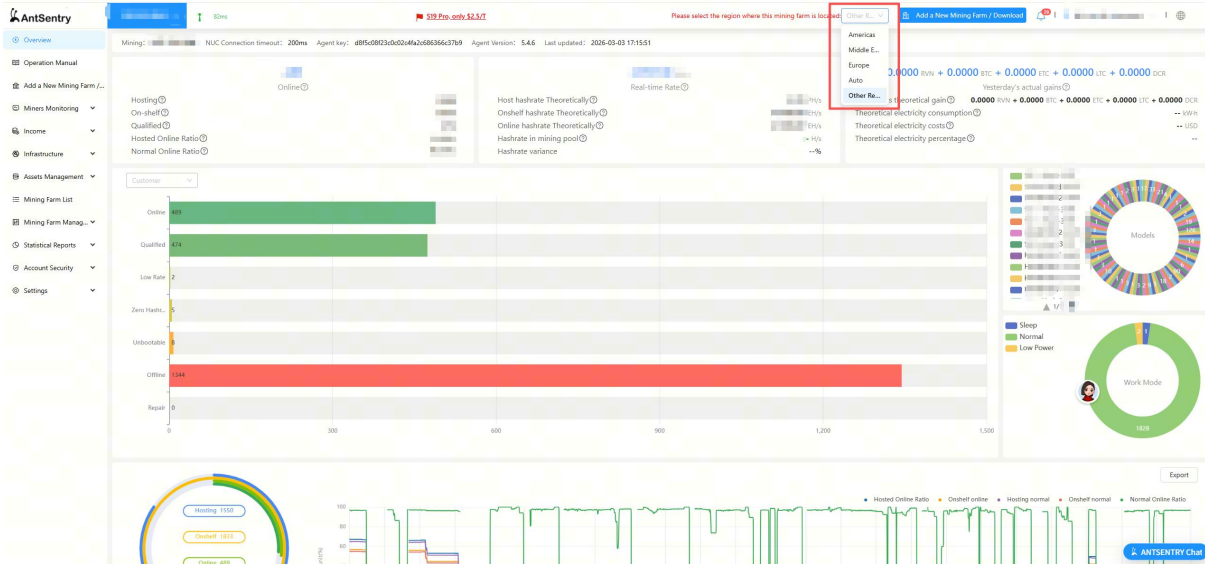 AntSentry
82ms
S19 Pro, only $2.5/T
Please select the region where this mining farm is located:
Other R...
Add a New Mining Farm / Download
Americas
Middle E...
Europe
Auto
Other Re...
Overview
Operation Manual
Add a New Mining Farm /...
Miners Monitoring
Income
Infrastructure
Assets Management
Mining Farm List
Mining Farm Manag...
Statistical Reports
Account Security
Settings
Mining: NUC Connection timeout: 200ms Agent key: d8f5c08f23c0c02c4fa2c686366c37b9 Agent Version: 5.4.6 Last updated: 2026-03-03 17:15:51
Online
Hosting
On-shelf
Qualified
Hosted Online Ratio
Normal Online Ratio
Real-time Rate
Host hashrate Theoretically
Onshelf hashrate Theoretically
Online hashrate Theoretically EH/s
Hashrate in mining pool - H/s
Hashrate variance --%
0.0000 RVN + 0.0000 BTC + 0.0000 ETC + 0.0000 LTC + 0.0000 DCR
Yesterday's actual gains
theoretical gain 0.0000 RVN + 0.0000 BTC + 0.0000 ETC + 0.0000 LTC + 0.0000 DCR
Theoretical electricity consumption -- kW·h
Theoretical electricity costs -- USD
Theoretical electricity percentage --
Customer
Online 489
Qualified 474
Low Rate 2
Zero Hashr... 5
Unbootable 8
Offline 1344
Repair 0
0 300 600 900 1,200 1,500
Models
Sleep
Normal
Low Power
Work Mode
1828
Export
Hosted Online Ratio Onshelf online Hosting normal Onshelf normal Normal Online Ratio
Hosting 1550
Onshelf 1833
Online 489
100
80
60
ANTSENTRY Chat